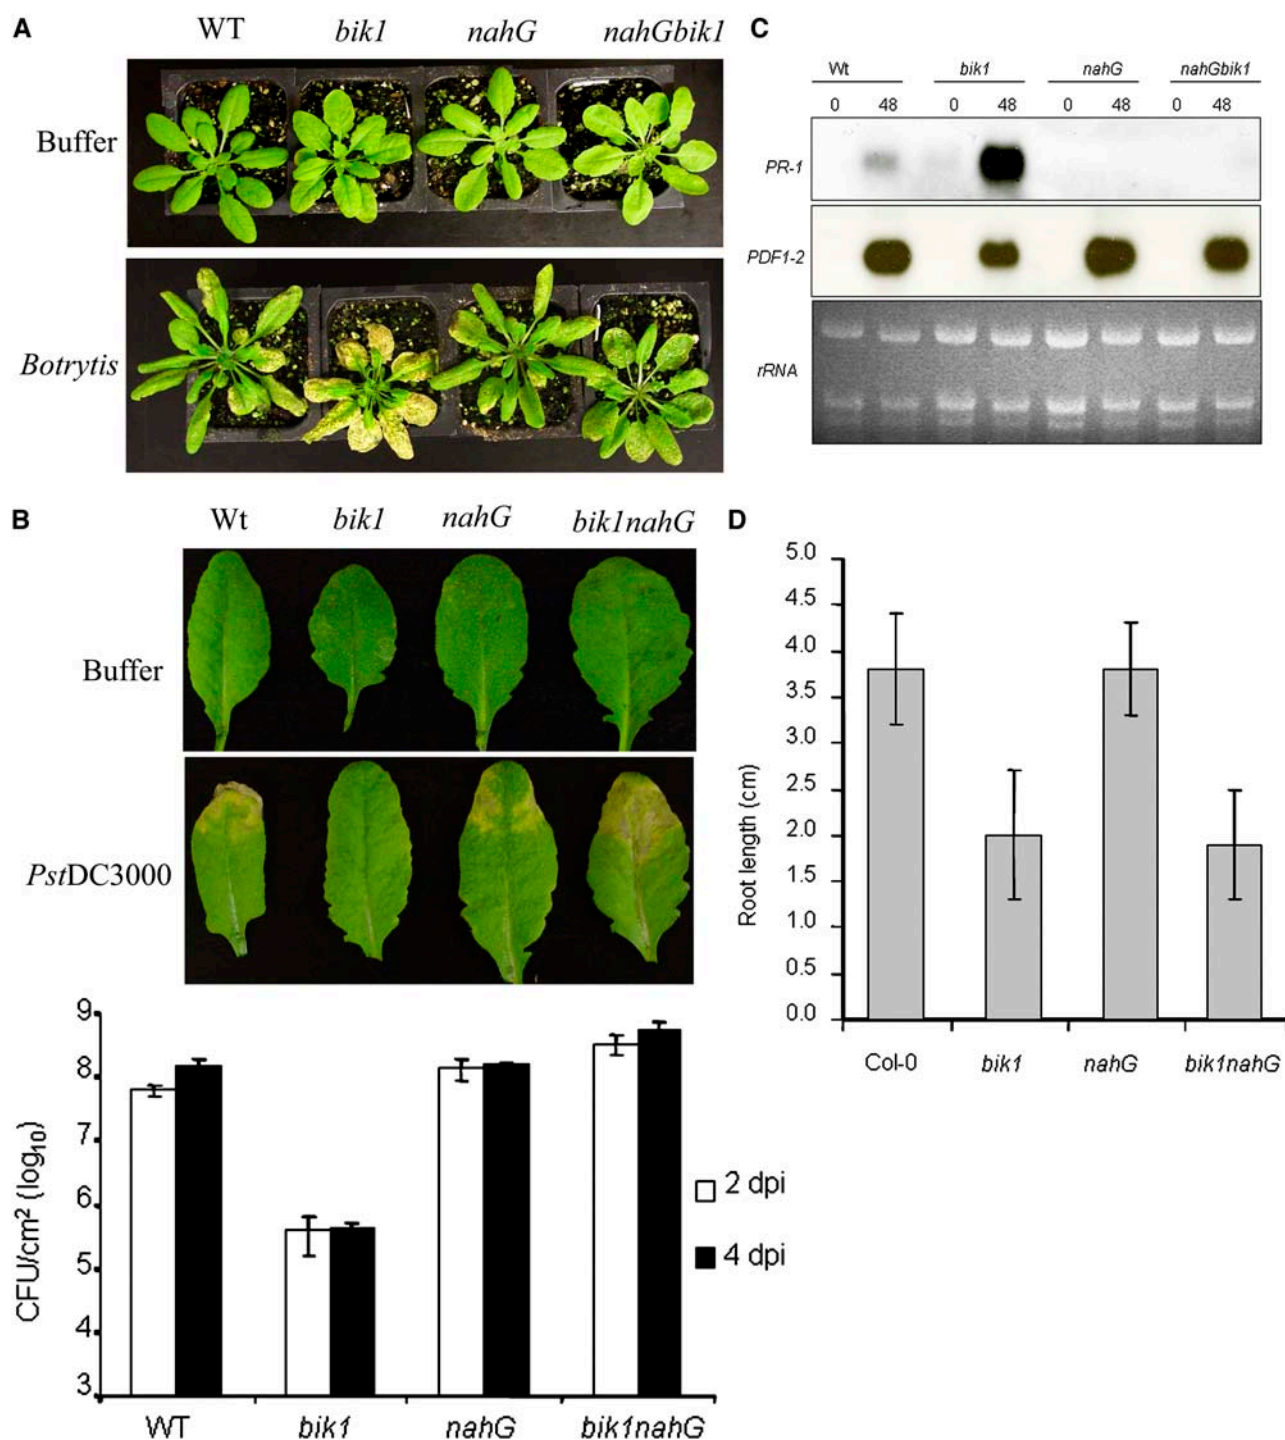 A
WT bik1 nahG nahGbik1
Buffer
Botrytis
B
Wt bik1 nahG bik1nahG
Buffer
PstDC3000
9
8
7
6
5
4
3
CFU/cm² (log₁₀)
WT bik1 nahG bik1nahG
2 dpi
4 dpi
C
Wt bik1 nahG nahGbik1
0 48 0 48 0 48 0 48
PR-1
PDF1-2
rRNA
D
5.0
4.5
4.0
3.5
3.0
2.5
2.0
1.5
1.0
0.5
0.0
Root length (cm)
Col-0 bik1 nahG bik1nahG